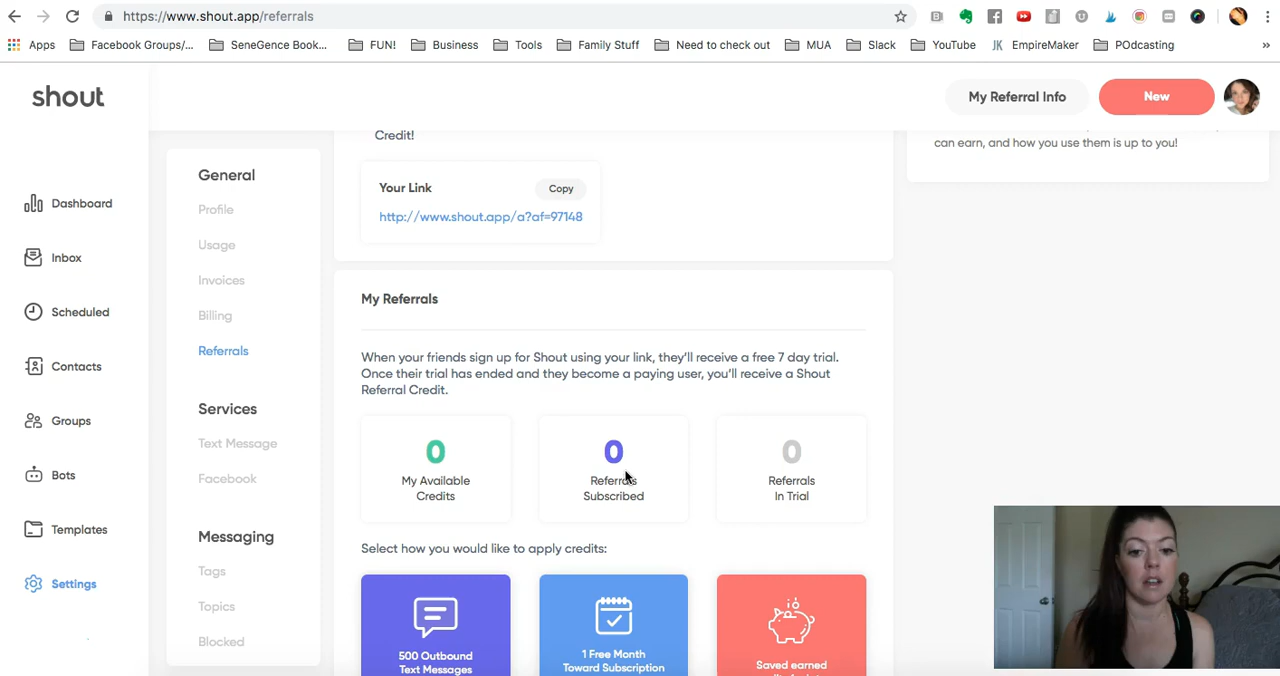 https://www.shout.app/referrals
Apps
Facebook Groups/...
SeneGence Book...
FUN!
Business
Tools
Family Stuff
Need to check out
MUA
Slack
YouTube
JK EmpireMaker
POdcasting
»
shout
My Referral Info
New
Credit!
can earn, and how you use them is up to you!
General
Profile
Usage
Invoices
Billing
Referrals
Services
Text Message
Facebook
Messaging
Tags
Topics
Blocked
Dashboard
Inbox
Scheduled
Contacts
Groups
Bots
Templates
Settings
Your Link
Copy
http://www.shout.app/a?af=97148
My Referrals
When your friends sign up for Shout using your link, they'll receive a free 7 day trial.
Once their trial has ended and they become a paying user, you'll receive a Shout
Referral Credit.
0
My Available
Credits
0
Referrals
Subscribed
0
Referrals
In Trial
Select how you would like to apply credits:
500 Outbound
Text Messages
1 Free Month
Toward Subscription
Saved earned